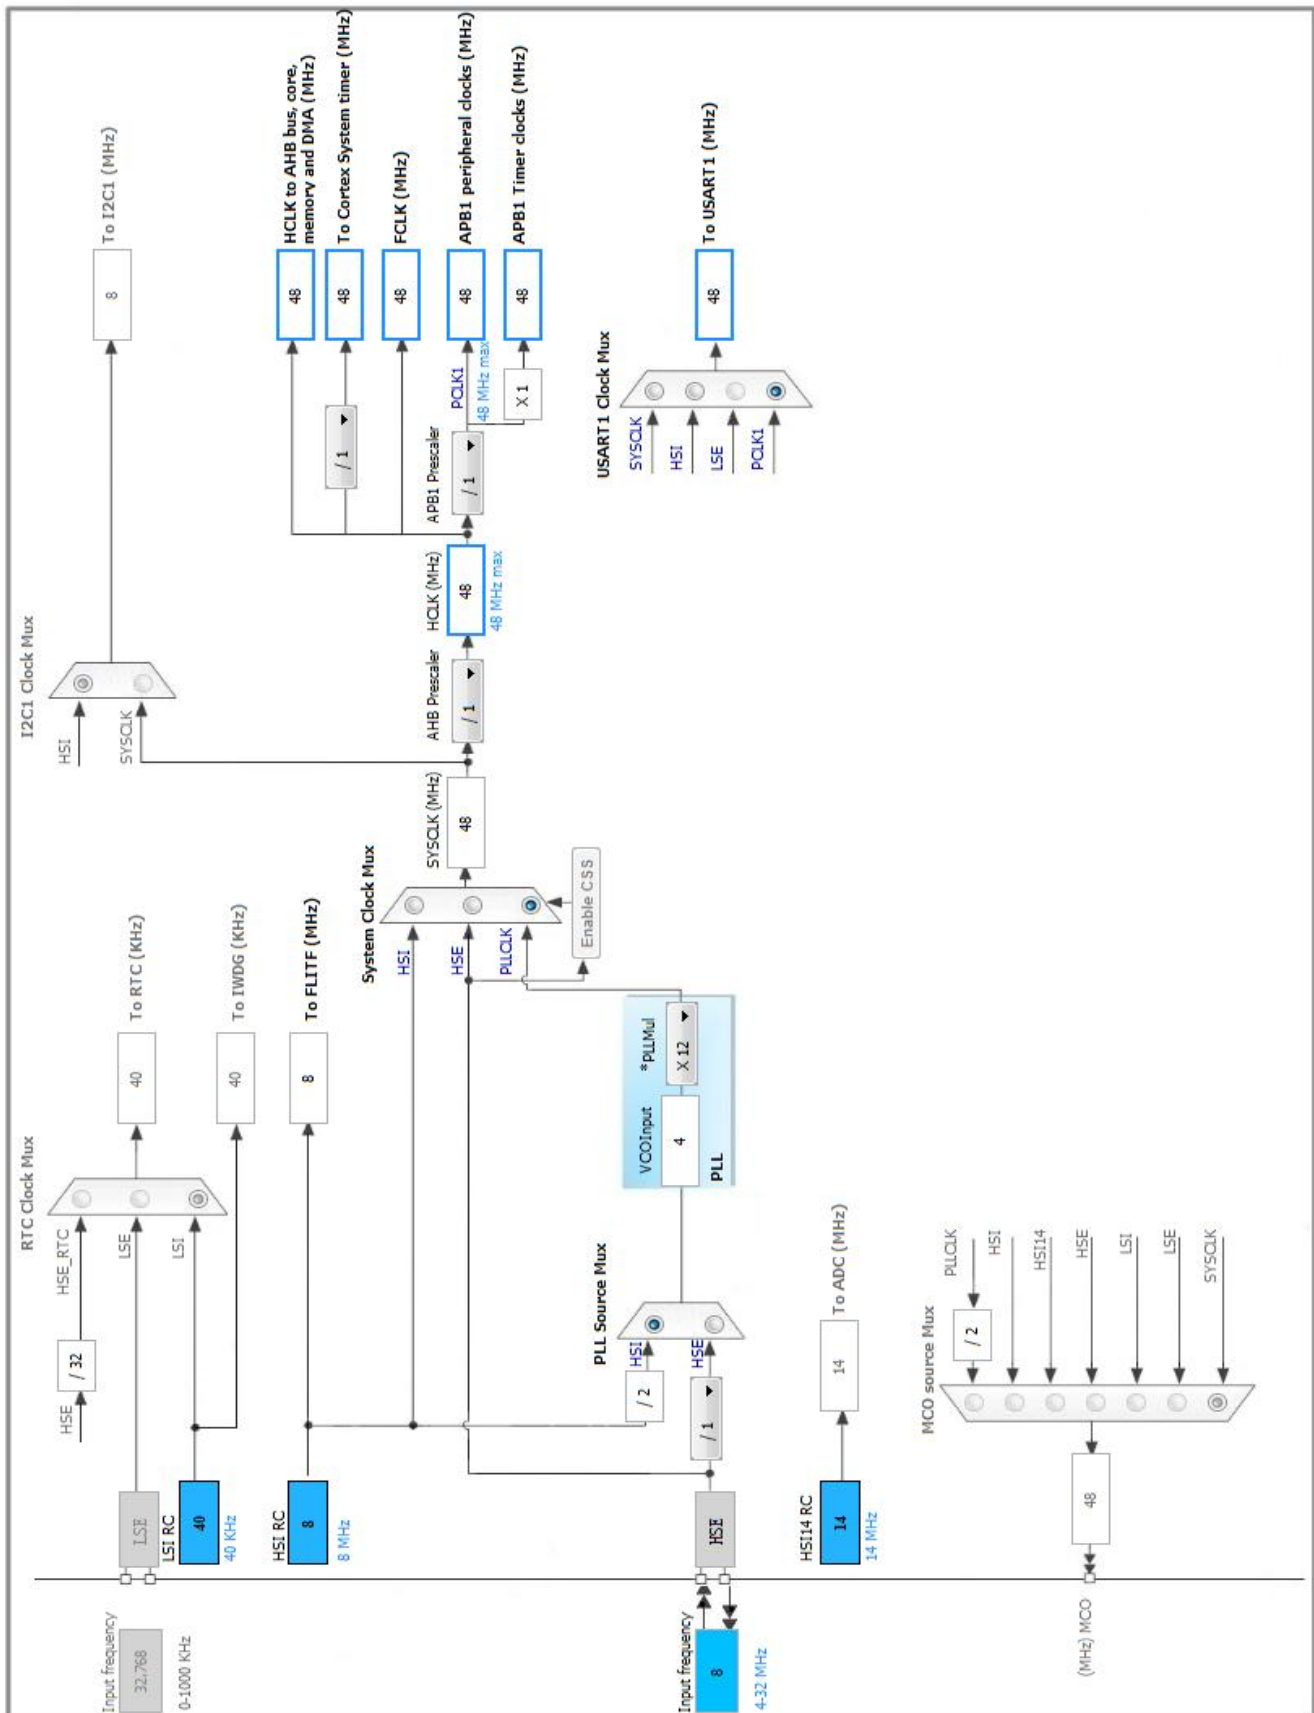 RTC Clock Mux
HSE
/ 32
HSE_RTC
Input frequency
32.768
0-1000 KHz
LSE
LSE
40
To RTC (KHz)
LSI RC
40
40 KHz
LSI
40
To IWDG (KHz)
HSI RC
8
8 MHz
8
To FLITF (MHz)
I2C1 Clock Mux
HSI
SYSCLK
8
To I2C1 (MHz)
System Clock Mux
HSI
HSE
PLLCLK
Enable CSS
SYSCLK (MHz)
48
AHB Prescaler
/ 1
HCLK (MHz)
48
48 MHz max
48
HCLK to AHB bus, core,
memory and DMA (MHz)
/ 1
48
To Cortex System timer (MHz)
48
FCLK (MHz)
APB1 Prescaler
/ 1
PCLK1
48 MHz max
48
APB1 peripheral clocks (MHz)
X 1
48
APB1 Timer clocks (MHz)
PLL Source Mux
/ 2
HSI
HSE
/ 1
Input frequency
8
4-32 MHz
HSE
VCOInput
4
*PLLMul
X 12
PLL
USART1 Clock Mux
SYSCLK
HSI
LSE
PCLK1
48
To USART1 (MHz)
HSI14 RC
14
14 MHz
14
To ADC (MHz)
MCO source Mux
/ 2
PLLCLK
HSI
HSI14
HSE
LSI
LSE
SYSCLK
48
(MHz) MCO